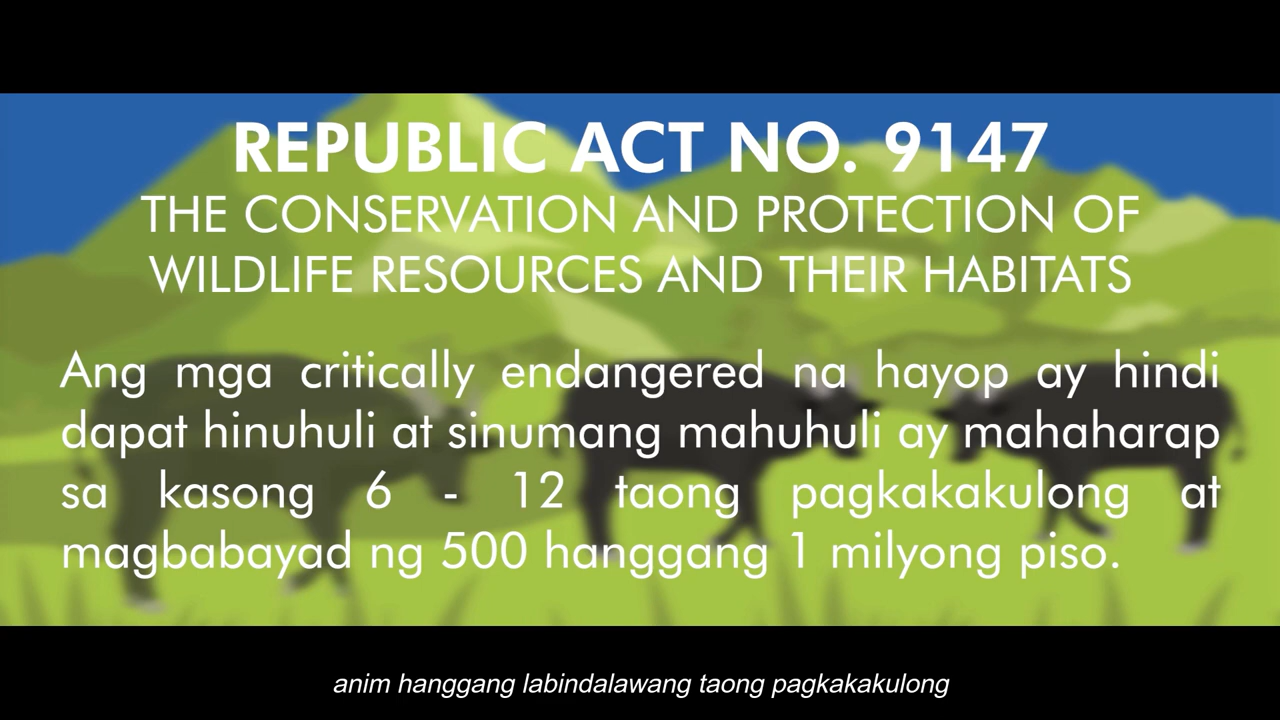 REPUBLIC ACT NO. 9147
THE CONSERVATION AND PROTECTION OF
WILDLIFE RESOURCES AND THEIR HABITATS
Ang mga critically endangered na hayop ay hindi
dapat hinuhuli at sinumang mahuhuli ay mahaharap
sa kasong 6 - 12 taong pagkakakulong at
magbabayad ng 500 hanggang 1 milyong piso.
anim hanggang labindalawang taong pagkakakulong